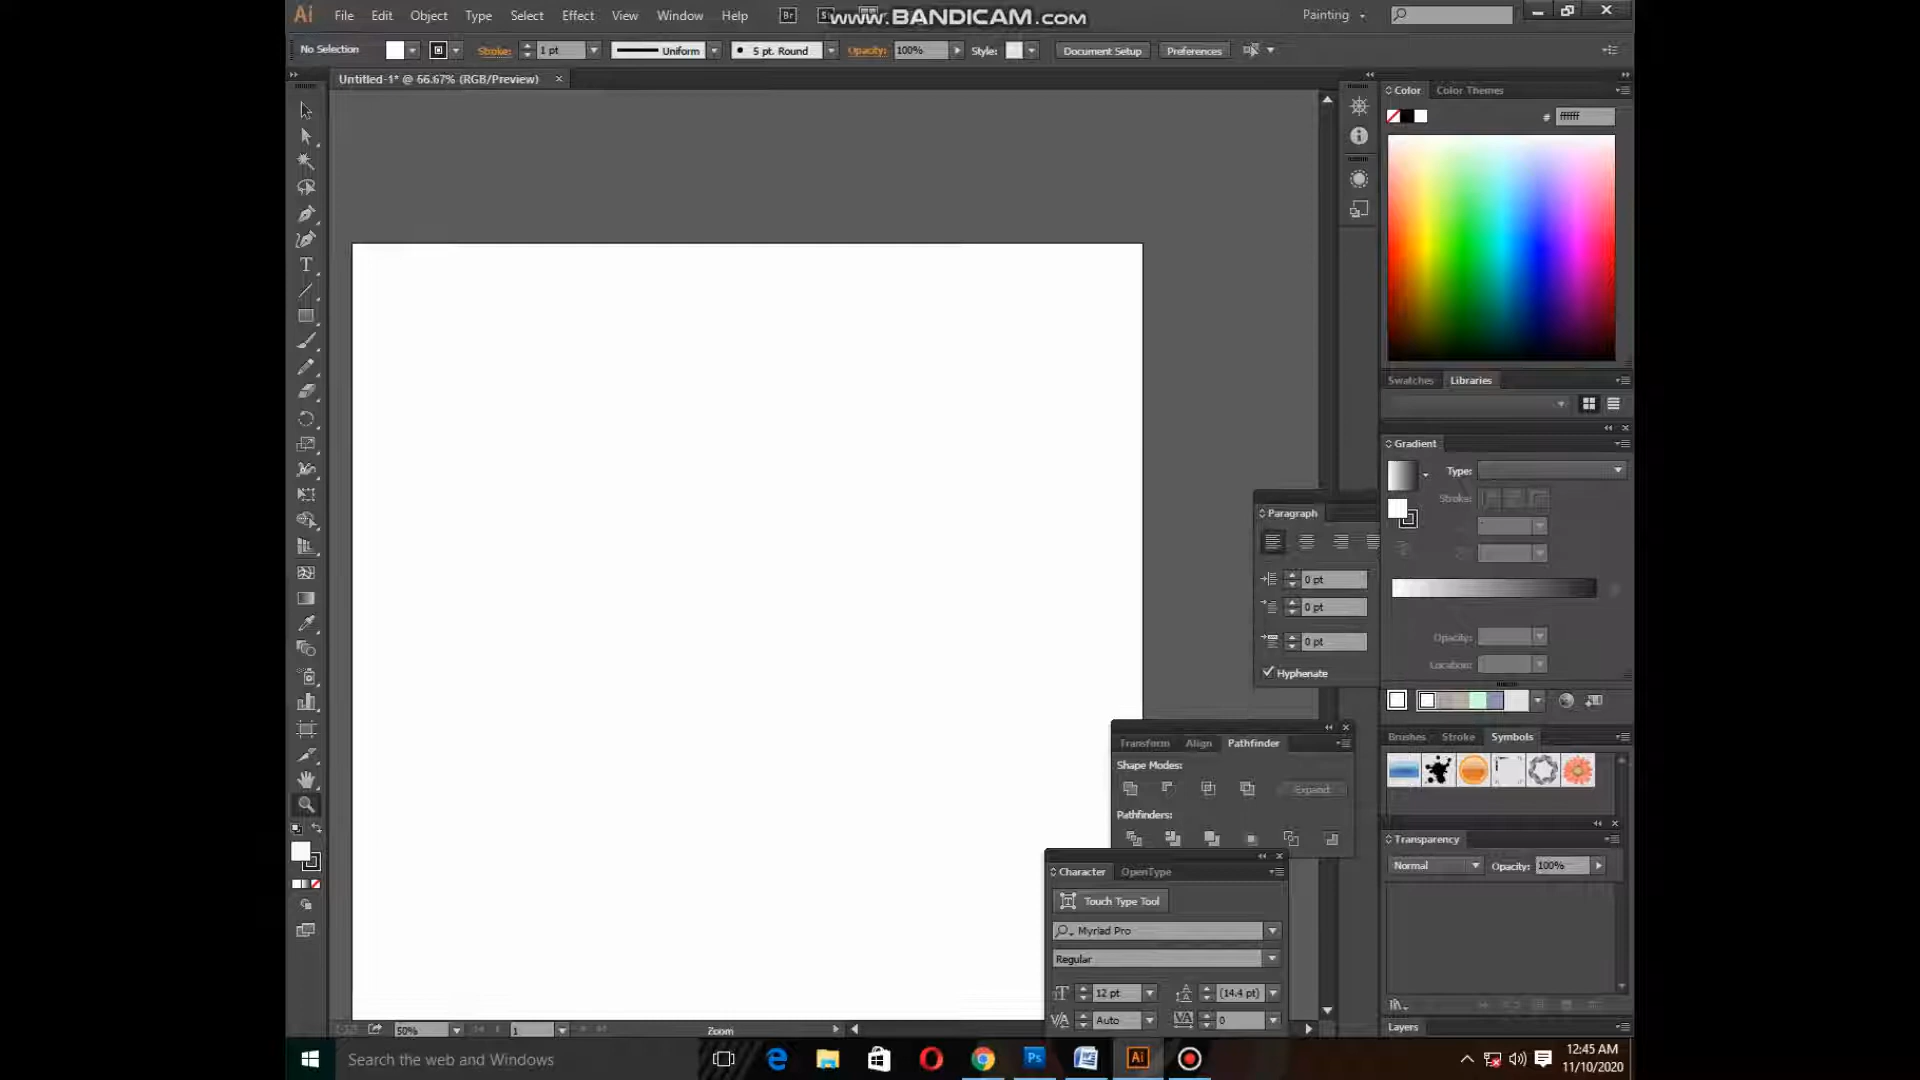 Ai File Edit Object Type Select Effect View Window Help Br St www.BANDICAM.com Painting
No Selection Stroke: 1 pt Uniform 5 pt. Round Opacity: 100% Style: Document Setup Preferences
Untitled-1* @ 66.67% (RGB/Preview) ×
Color Color Themes
# ffffff
Swatches Libraries
Gradient
Type:
Stroke:
Opacity:
Location:
Paragraph
0 pt
0 pt
0 pt
Hyphenate
Brushes Stroke Symbols
Transform Align Pathfinder
Shape Modes:
Expand
Pathfinders:
Transparency
Normal Opacity: 100%
Character OpenType
Touch Type Tool
Myriad Pro
Regular
12 pt (14.4 pt)
Auto 0
Layers
50% 1 Zoom
Search the web and Windows
Ps Ai
12:45 AM
11/10/2020